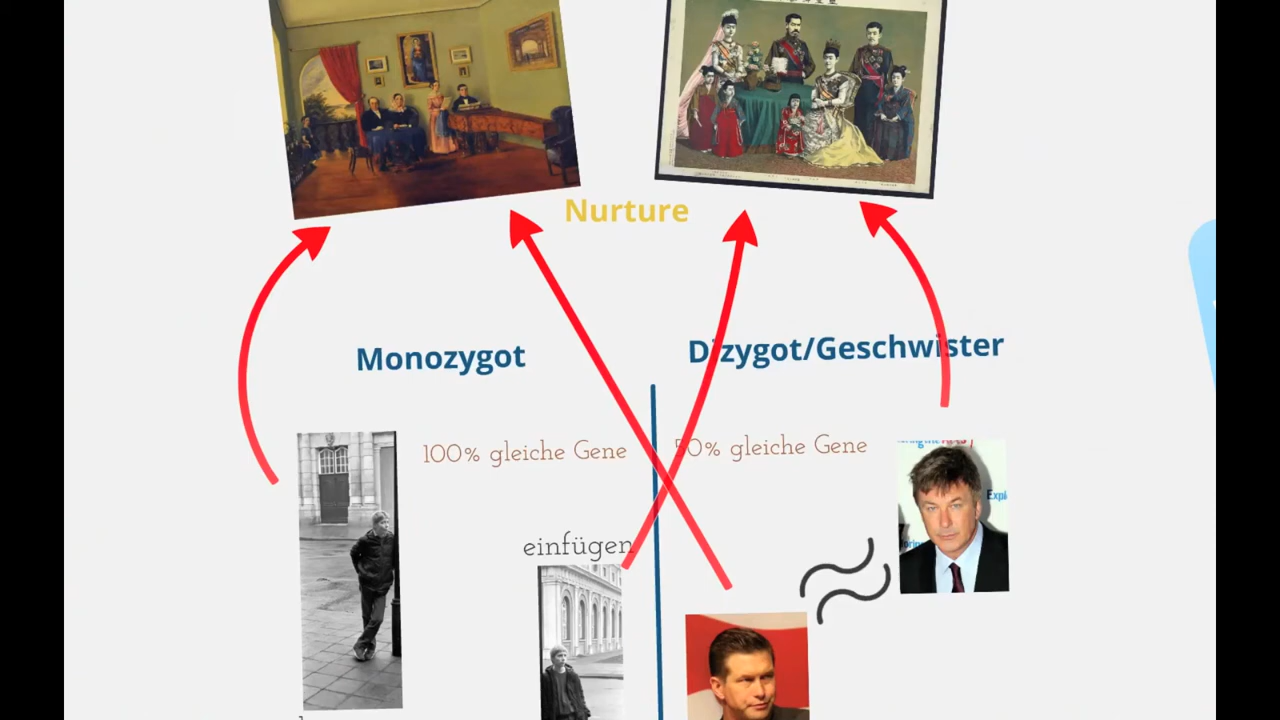 Nurture
Monozygot
Dizygot/Geschwister
100% gleiche Gene
50% gleiche Gene
einfügen